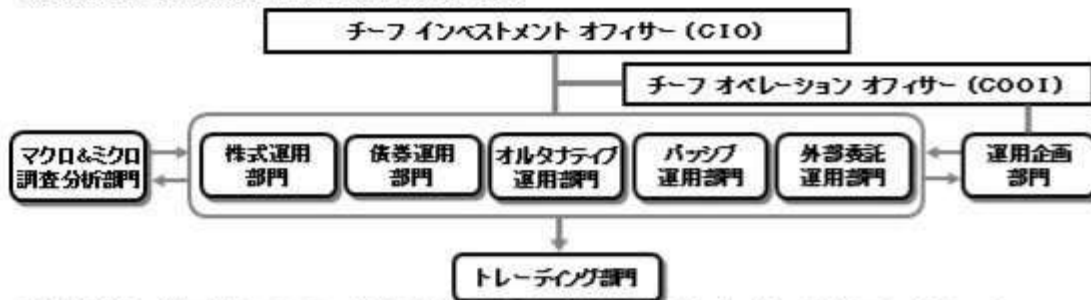 チーフ インベストメント オフィサー (CIO)
チーフ オペレーション オフィサー (COOI)
マクロ&ミクロ
調査分析部門
株式運用
部門
債券運用
部門
オルタナティブ
運用部門
パッシブ
運用部門
外部委託
運用部門
運用企画
部門
トレーディング部門